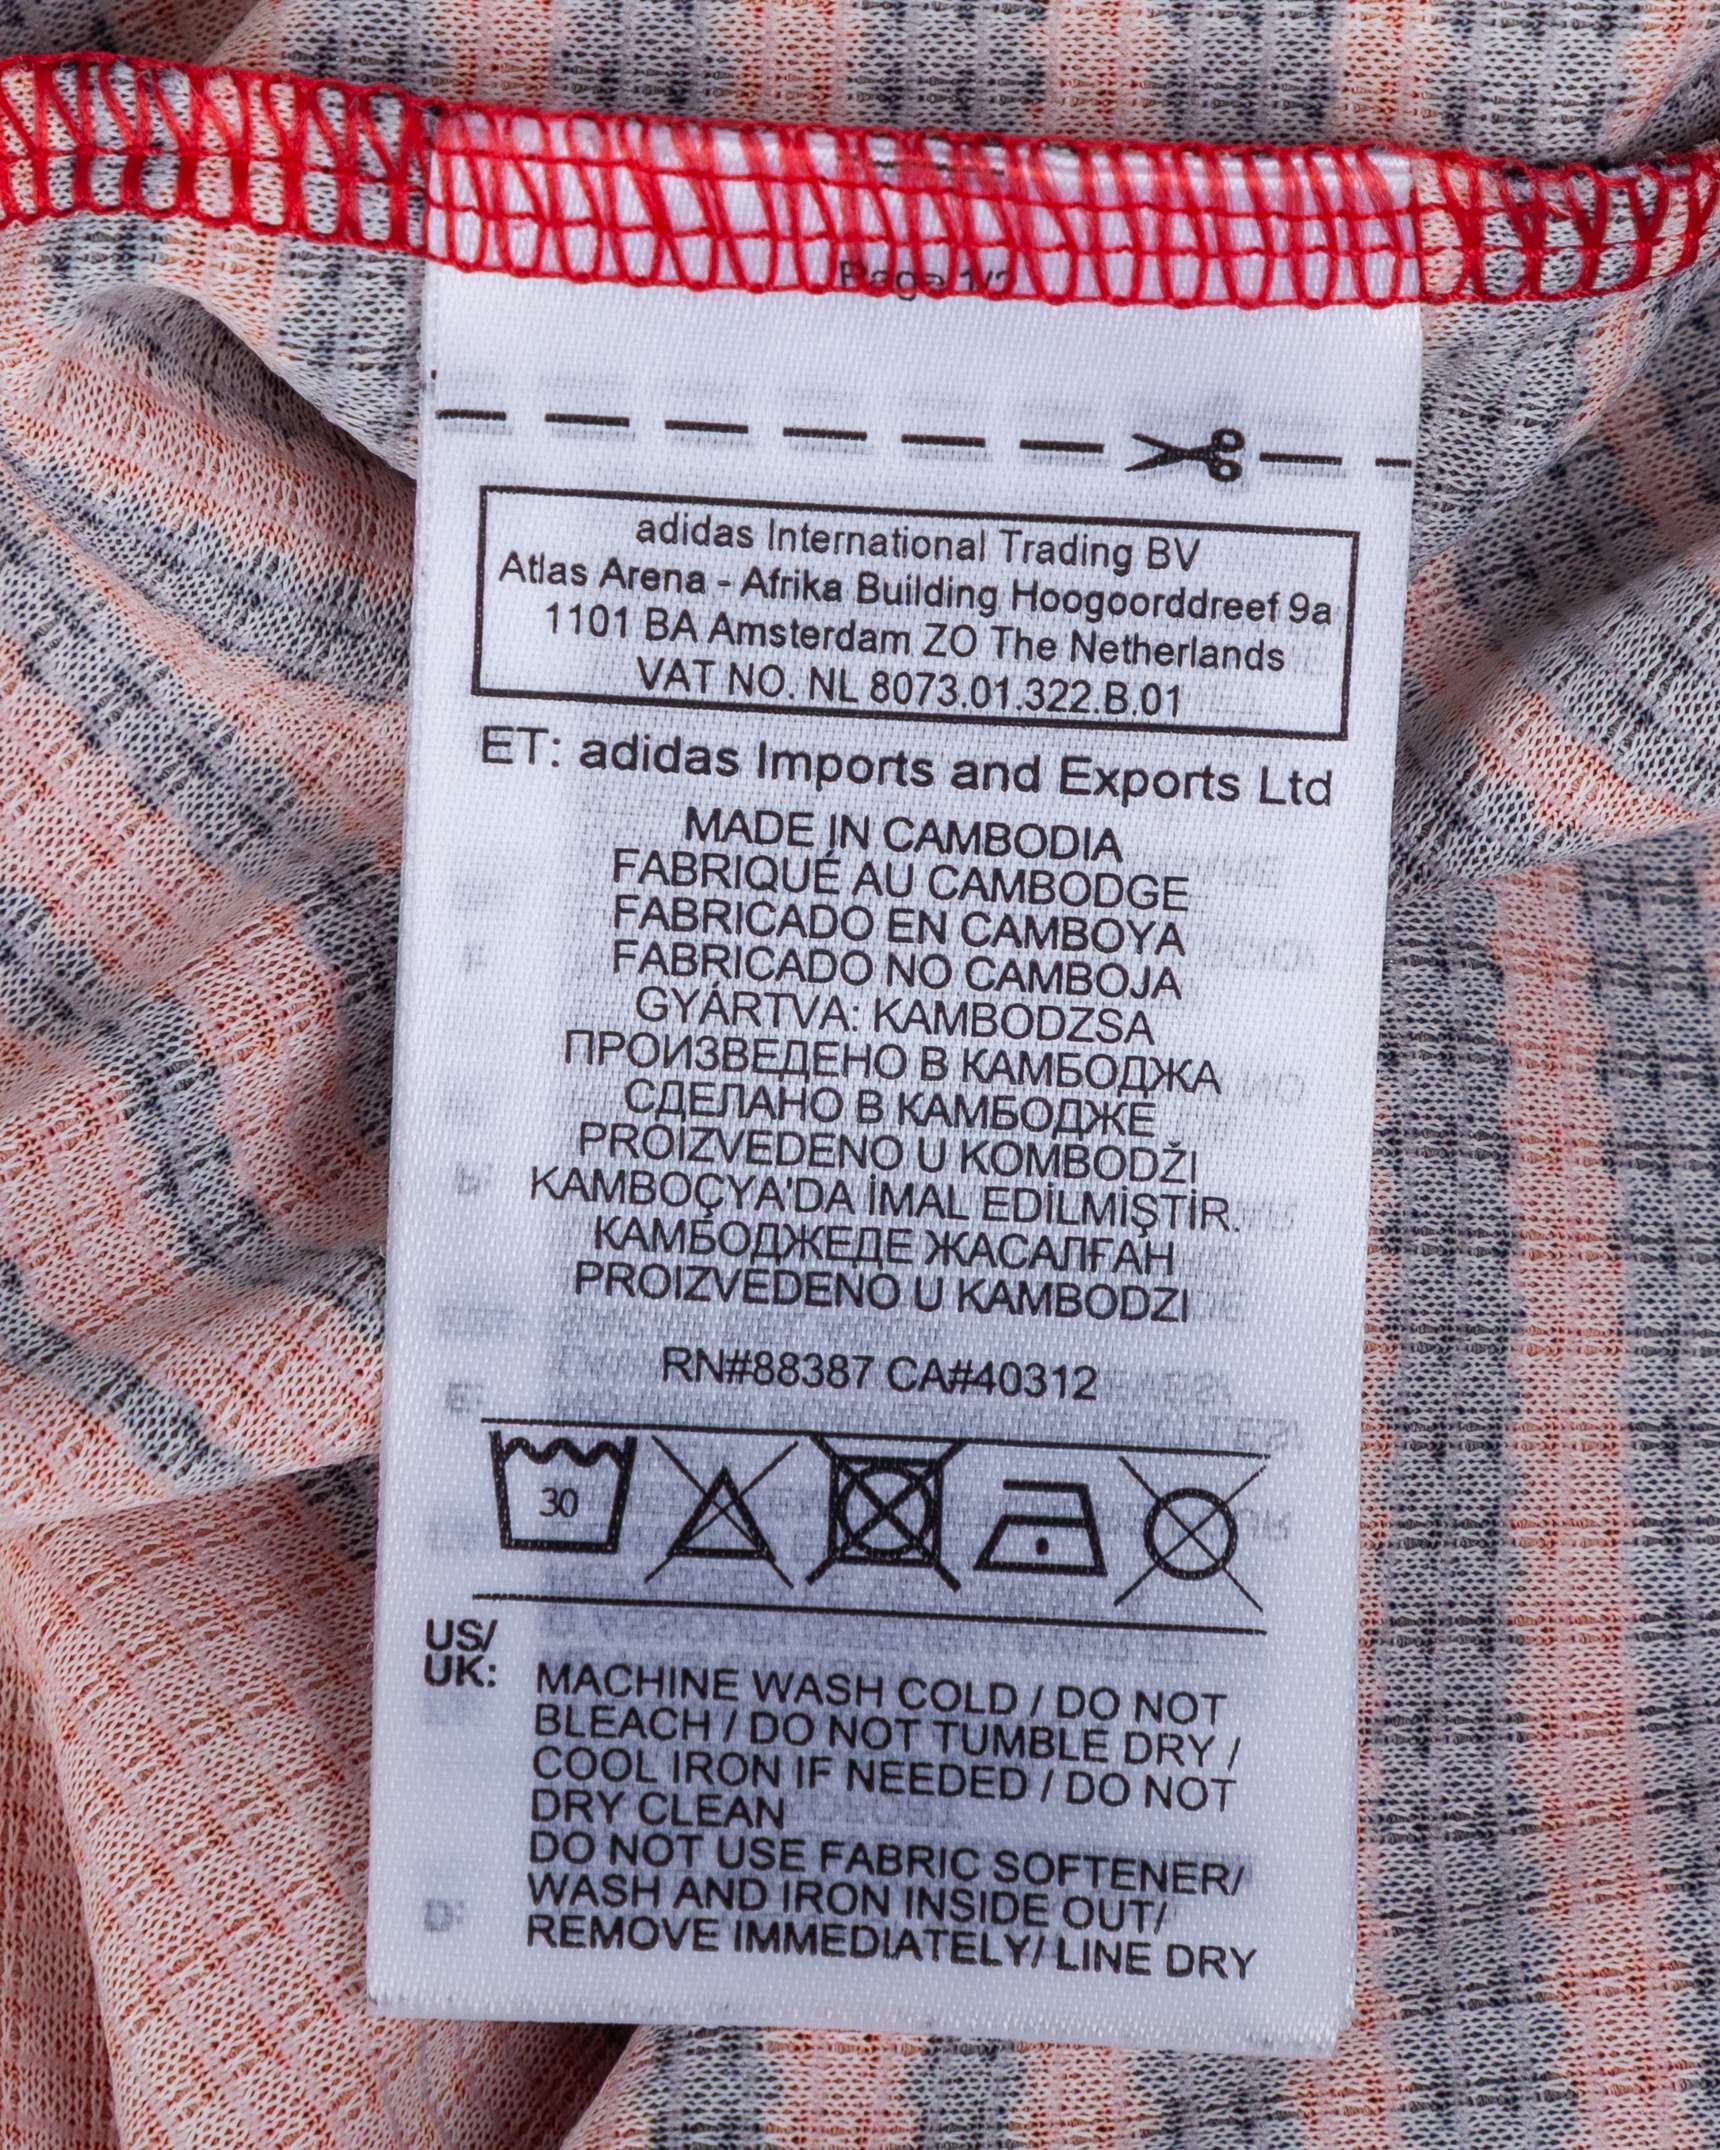 Page 1/2
adidas International Trading BV
Atlas Arena - Afrika Building Hoogoorddreef 9a
1101 BA Amsterdam ZO The Netherlands
VAT NO. NL 8073.01.322.B.01
ET: adidas Imports and Exports Ltd
MADE IN CAMBODIA
FABRIQUÉ AU CAMBODGE
FABRICADO EN CAMBOYA
FABRICADO NO CAMBOJA
GYÁRTVA: KAMBODZSA
ПРОИЗВЕДЕНО В КАМБОДЖА
СДЕЛАНО В КАМБОДЖЕ
PROIZVEDENO U KOMBODŽI
KAMBOÇYA'DA İMAL EDİLMİŞTİR.
КАМБОДЖЕДЕ ЖАСАЛҒАН
PROIZVEDENO U KAMBODZI
RN#88387 CA#40312
30
US/
UK:
MACHINE WASH COLD / DO NOT
BLEACH / DO NOT TUMBLE DRY /
COOL IRON IF NEEDED / DO NOT
DRY CLEAN
DO NOT USE FABRIC SOFTENER/
WASH AND IRON INSIDE OUT/
REMOVE IMMEDIATELY/ LINE DRY